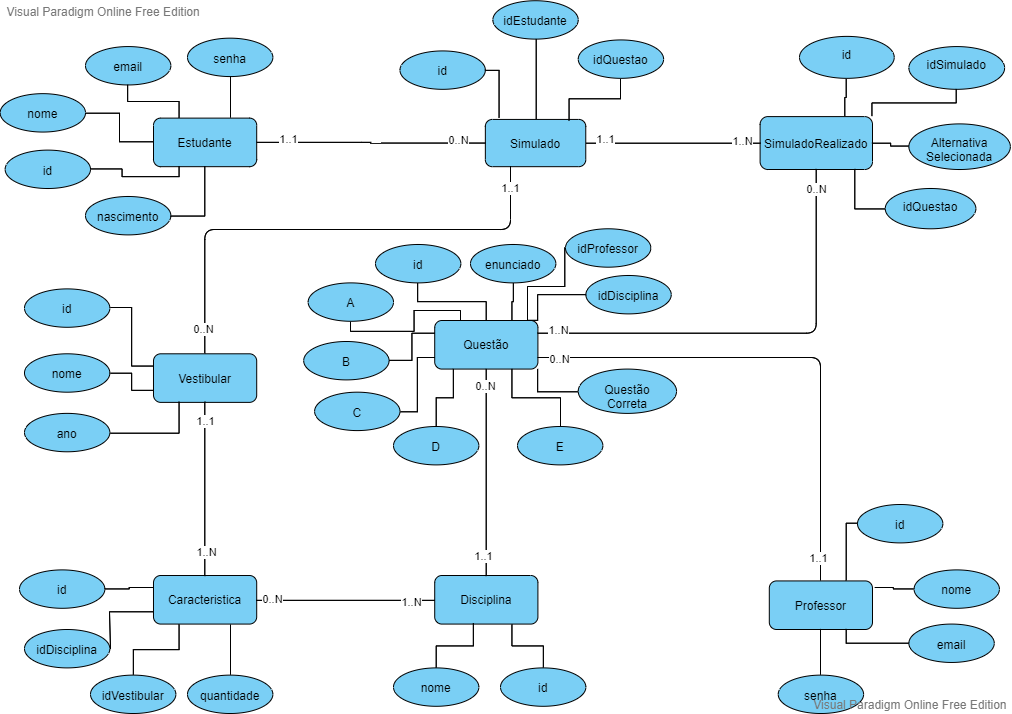 Visual Paradigm Online Free Edition
idEstudante
email
senha
id
idQuestao
id
idSimulado
nome
Estudante
1..1
0..N
Simulado
1..1
1..N
SimuladoRealizado
Alternativa
Selecionada
id
nascimento
1..1
0..N
idQuestao
id
enunciado
idProfessor
idDisciplina
A
id
0..N
Vestibular
nome
ano
1..1
B
C
D
E
Questão
1..N
0..N
0..N
Questão
Correta
id
1..N
1..1
1..1
id
Caracteristica
0..N
1..N
Disciplina
Professor
nome
email
idDisciplina
idVestibular
quantidade
nome
id
senha
Visual Paradigm Online Free Edition